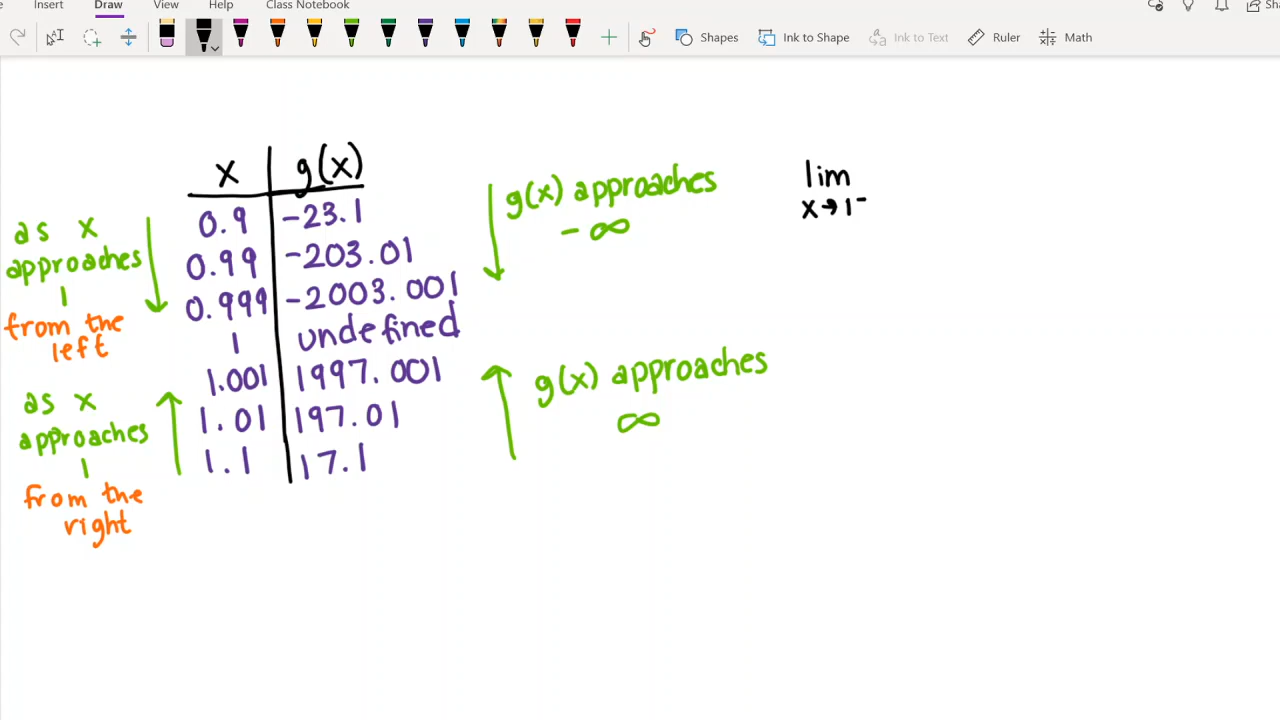 Insert Draw View Help Class Notebook
Shapes Ink to Shape Ink to Text Ruler Math
x g(x)
0.9 -23.1
0.99 -203.01
0.999 -2003.001
1 undefined
1.001 1997.001
1.01 197.01
1.1 17.1
as x
approaches
1
from the
left
as x
approaches
1
from the
right
g(x) approaches
-∞
g(x) approaches
∞
lim
x→1⁻